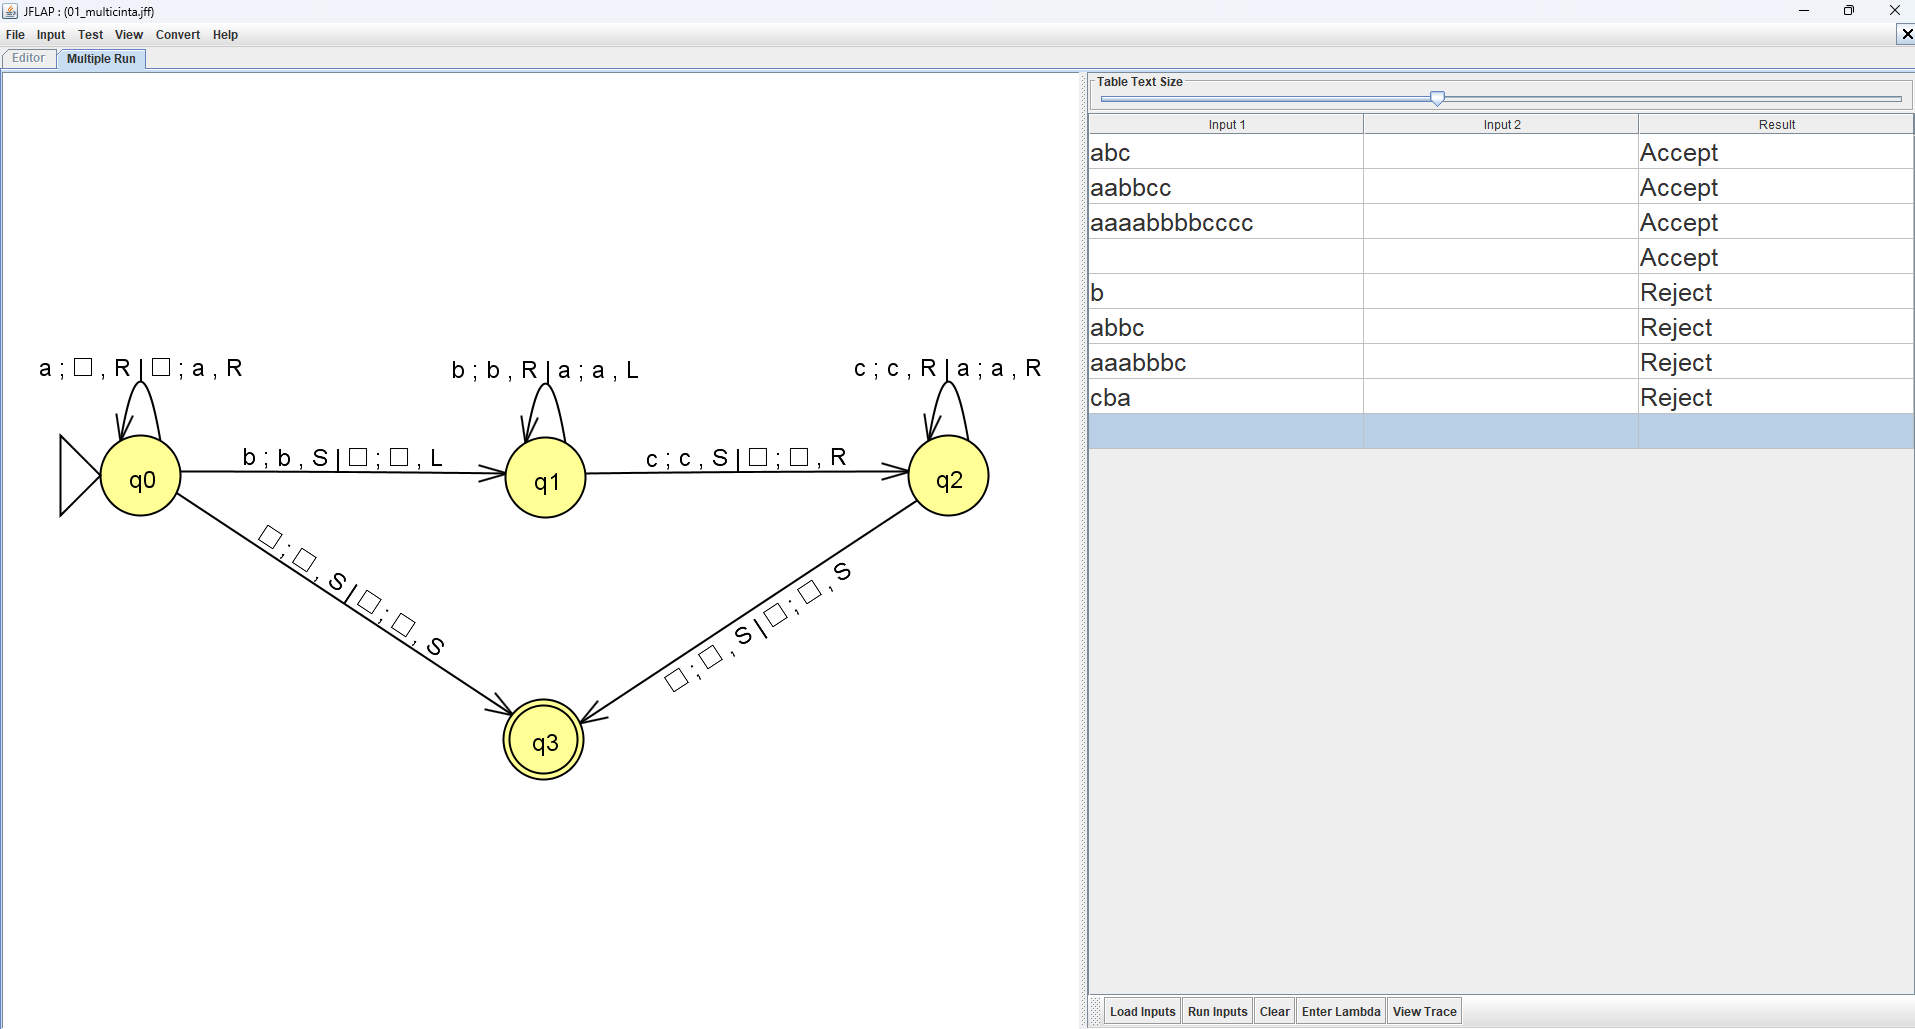 JFLAP : (01_multicinta.jff)
File Input Test View Convert Help
Editor Multiple Run
Table Text Size
Input 1 Input 2 Result
abc Accept
aabbcc Accept
aaaabbbbcccc Accept
Accept
b Reject
abbc Reject
aaabbbc Reject
cba Reject
a ; □ , R | □ ; a , R
b ; b , R | a ; a , L
c ; c , R | a ; a , R
b ; b , S | □ ; □ , L
c ; c , S | □ ; □ , R
q0
q1
q2
□ ; □ , S | □ ; □ , S
□ ; □ , S | □ ; □ , S
q3
Load Inputs Run Inputs Clear Enter Lambda View Trace